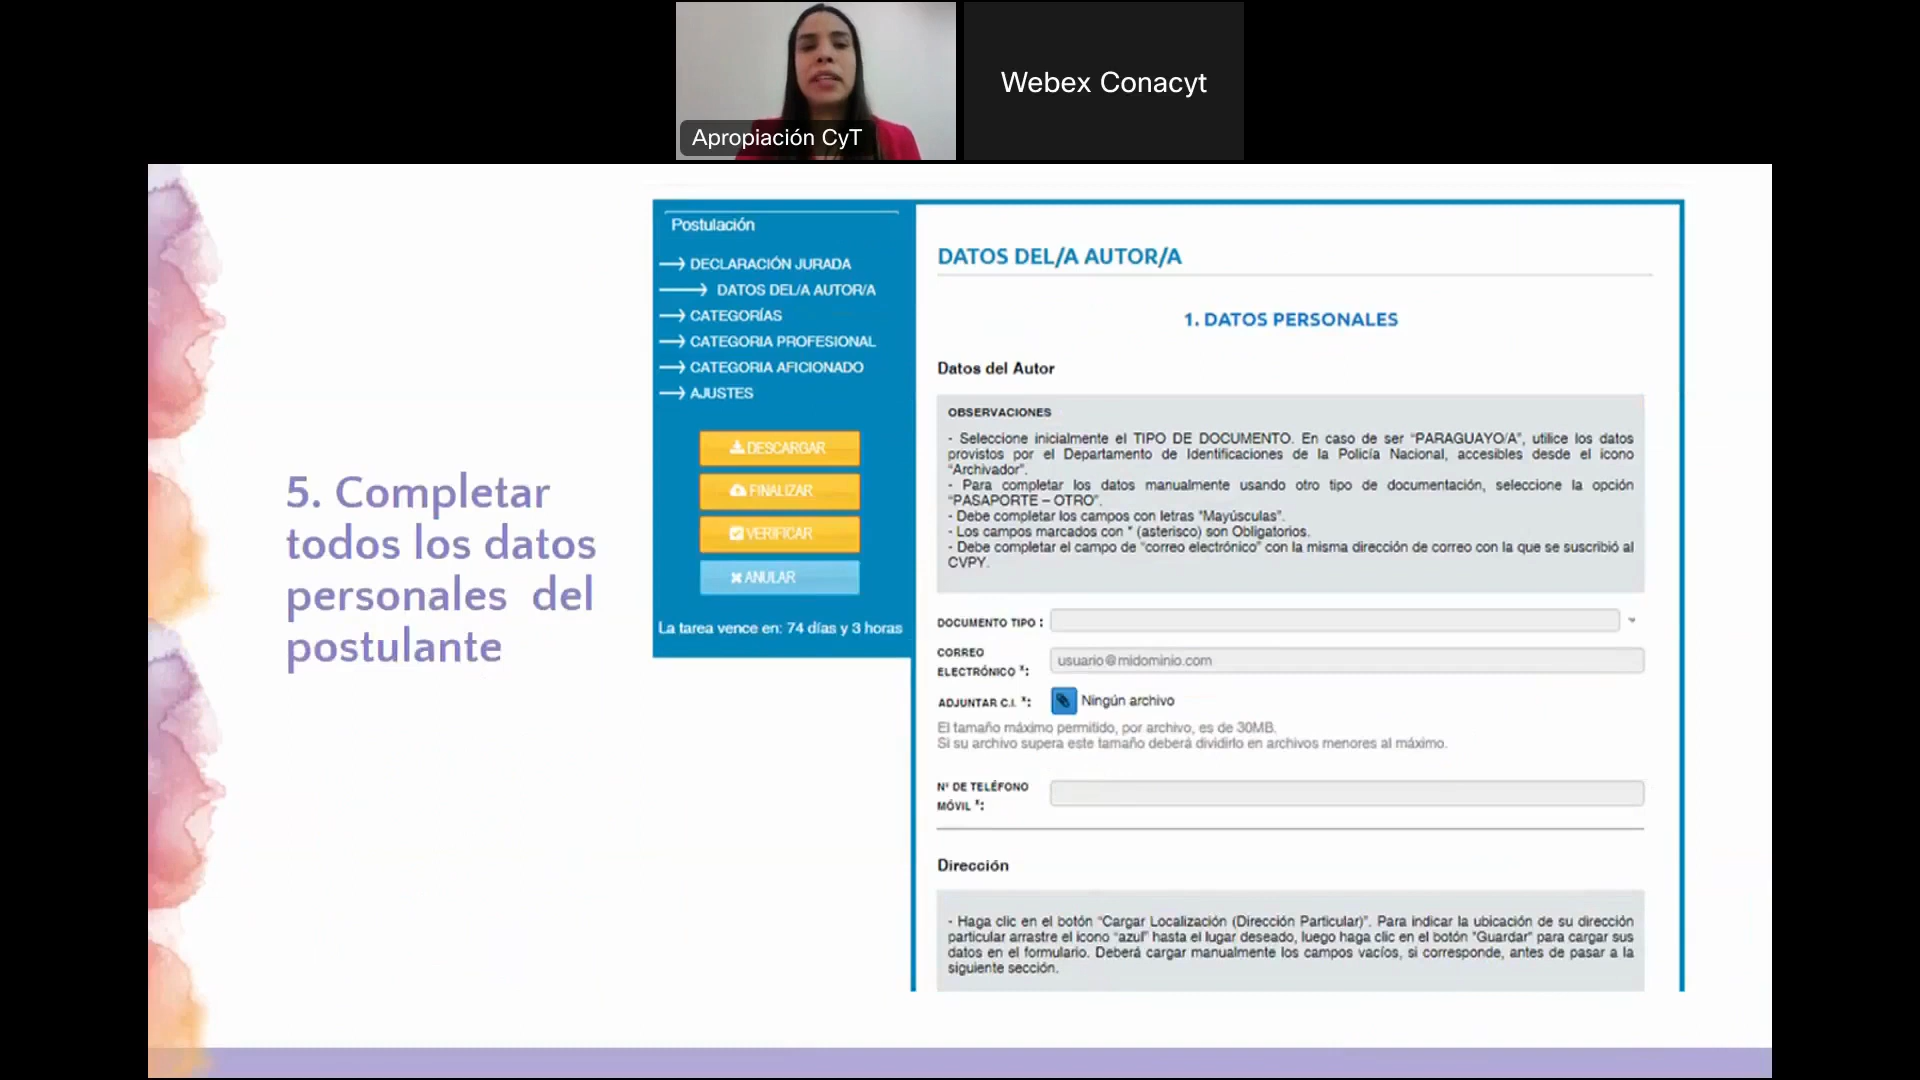 Apropiación CyT
Webex Conacyt
5. Completar
todos los datos
personales del
postulante
Postulación
DECLARACIÓN JURADA
DATOS DEL/A AUTOR/A
CATEGORÍAS
CATEGORIA PROFESIONAL
CATEGORIA AFICIONADO
AJUSTES
DESCARGAR
FINALIZAR
VERIFICAR
ANULAR
La tarea vence en: 74 días y 3 horas
DATOS DEL/A AUTOR/A
1. DATOS PERSONALES
Datos del Autor
OBSERVACIONES
- Seleccione inicialmente el TIPO DE DOCUMENTO. En caso de ser “PARAGUAYO/A”, utilice los datos
provistos por el Departamento de Identificaciones de la Policía Nacional, accesibles desde el icono
“Archivador”.
- Para completar los datos manualmente usando otro tipo de documentación, seleccione la opción
“PASAPORTE – OTRO”.
- Debe completar los campos con letras “Mayúsculas”.
- Los campos marcados con * (asterisco) son Obligatorios.
- Debe completar el campo de “correo electrónico” con la misma dirección de correo con la que se suscribió al
CVPY.
DOCUMENTO TIPO :
CORREO
ELECTRÓNICO *:
usuario@midominio.com
ADJUNTAR C.I. *:
Ningún archivo
El tamaño máximo permitido, por archivo, es de 30MB.
Si su archivo supera este tamaño deberá dividirlo en archivos menores al máximo.
Nº DE TELÉFONO
MÓVIL *:
Dirección
- Haga clic en el botón “Cargar Localización (Dirección Particular)”. Para indicar la ubicación de su dirección
particular arrastre el icono “azul” hasta el lugar deseado, luego haga clic en el botón “Guardar” para cargar sus
datos en el formulario. Deberá cargar manualmente los campos vacíos, si corresponde, antes de pasar a la
siguiente sección.